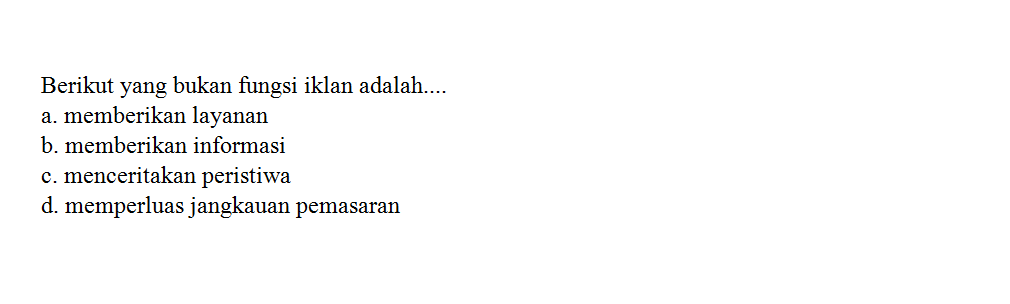 Berikut yang bukan fungsi iklan adalah....
a. memberikan layanan
b. memberikan informasi
c. menceritakan peristiwa
d. memperluas jangkauan pemasaran